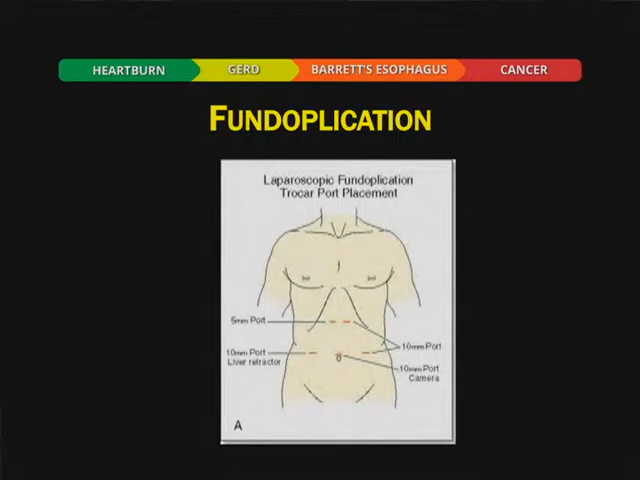 HEARTBURN GERD BARRETT'S ESOPHAGUS CANCER
FUNDOPLICATION
Laparoscopic Fundoplication
Trocar Port Placement
5mm Port
10mm Port
10mm Port
Liver retractor
10mm Port
Camera
A